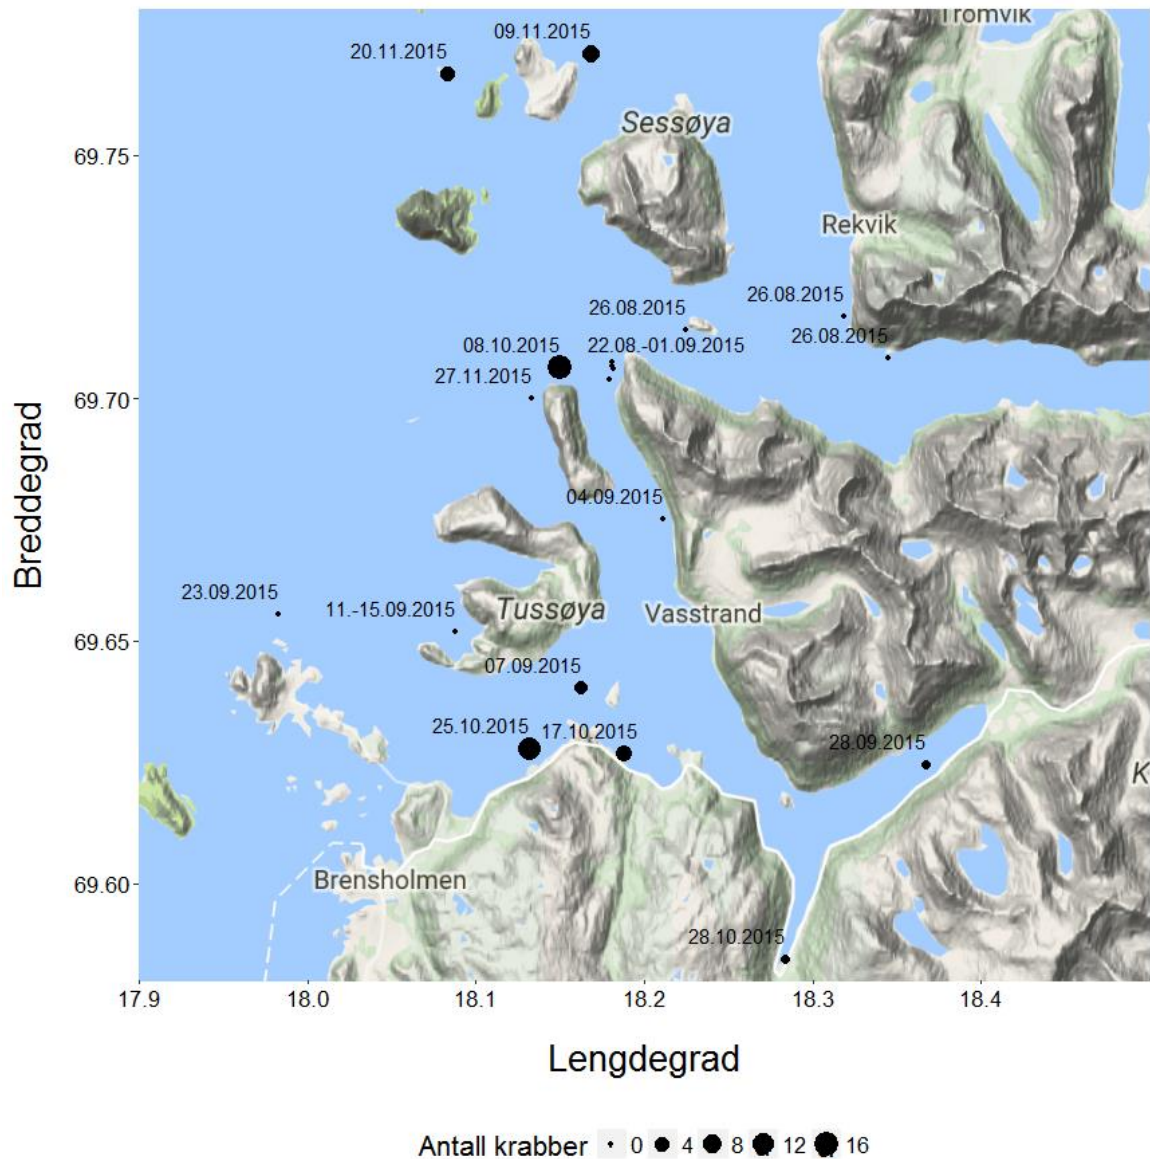 Tromvik
09.11.2015
20.11.2015
Sessøya
69.75
Rekvik
26.08.2015
26.08.2015
26.08.2015
08.10.2015
22.08.-01.09.2015
27.11.2015
69.70
04.09.2015
Breddegrad
23.09.2015
11.-15.09.2015
Tussøya
Vasstrand
69.65
07.09.2015
25.10.2015
17.10.2015
28.09.2015
K
69.60
Brensholmen
28.10.2015
17.9 18.0 18.1 18.2 18.3 18.4
Lengdegrad
Antall krabber 0 4 8 12 16